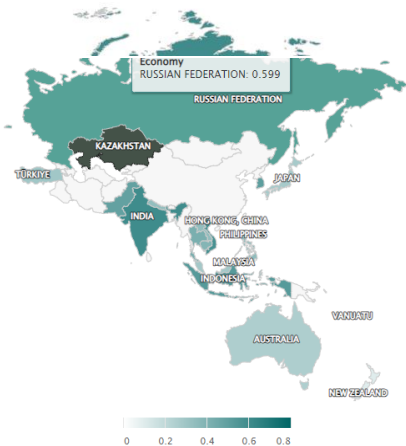 Economy
RUSSIAN FEDERATION: 0.599
RUSSIAN FEDERATION
KAZAKHSTAN
TÜRKIYE
JAPAN
INDIA
HONG KONG, CHINA
PHILIPPINES
MALAYSIA
INDONESIA
VANUATU
AUSTRALIA
NEW ZEALAND
0 0.2 0.4 0.6 0.8